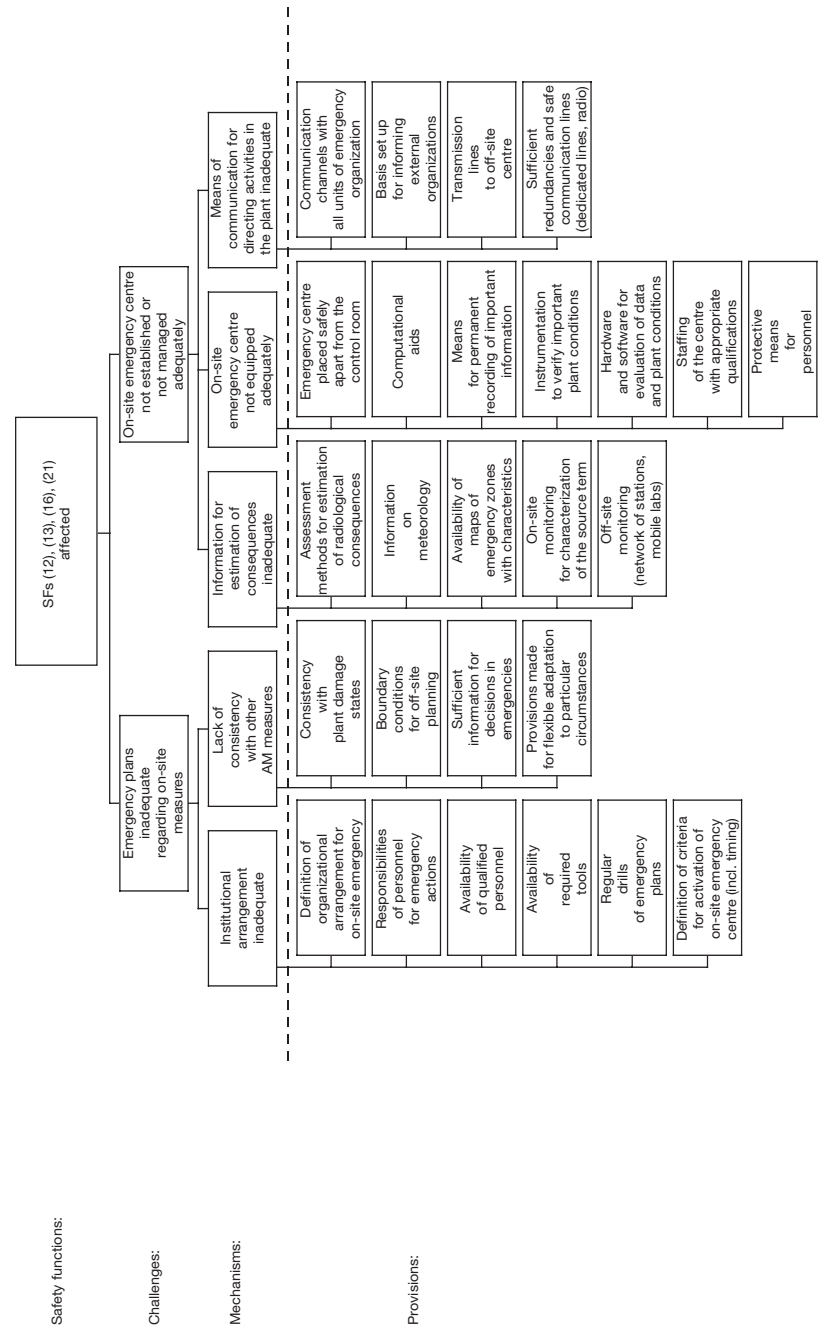 Safety functions:
SFs (12), (13), (16), (21)
affected
Challenges:
Emergency plans
inadequate
regarding on-site
measures
On-site emergency centre
not established or
not managed
adequately
Mechanisms:
Institutional
arrangement
inadequate
Lack of
consistency
with other
AM measures
Information for
estimation of
consequences
inadequate
On-site
emergency centre
not equipped
adequately
Means of
communication for
directing activities in
the plant inadequate
Provisions:
Definition of
organizational
arrangement for
on-site emergency
Responsibilities
of personnel
for emergency
actions
Availability
of qualified
personnel
Availability
of
required
tools
Regular
drills
of emergency
plans
Definition of criteria
for activation of
on-site emergency
centre (incl. timing)
Consistency
with
plant damage
states
Boundary
conditions
for off-site
planning
Sufficient
information for
decisions in
emergencies
Provisions made
for flexible adaptation
to particular
circumstances
Assessment
methods for estimation
of radiological
consequences
Information
on
meteorology
Availability of
maps of
emergency zones
with characteristics
On-site
monitoring
for characterization
of the source term
Off-site
monitoring
(network of stations,
mobile labs)
Emergency centre
placed safely
apart from the
control room
Computational
aids
Means
for permanent
recording of important
information
Instrumentation
to verify important
plant conditions
Hardware
and software for
evaluation of data
and plant conditions
Staffing
of the centre
with appropriate
qualifications
Protective
means
for
personnel
Communication
channels with
all units of emergency
organization
Basis set up
for informing
external
organizations
Transmission
lines
to off-site
centre
Sufficient
redundancies and safe
communication lines
(dedicated lines, radio)